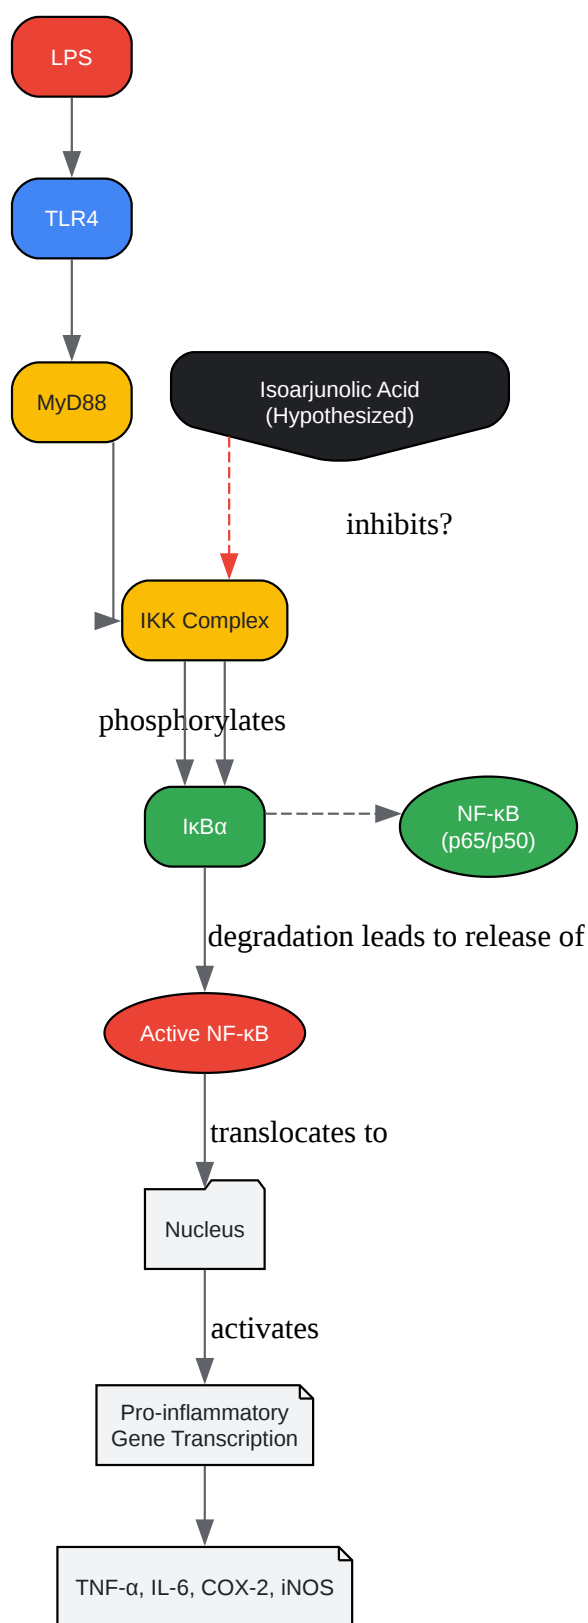 LPS
TLR4
MyD88
Isoarjunolic Acid
(Hypothesized)
inhibits?
IKK Complex
phosphorylates
IκBα
NF-κB
(p65/p50)
degradation leads to release of
Active NF-κB
translocates to
Nucleus
activates
Pro-inflammatory
Gene Transcription
TNF-α, IL-6, COX-2, iNOS